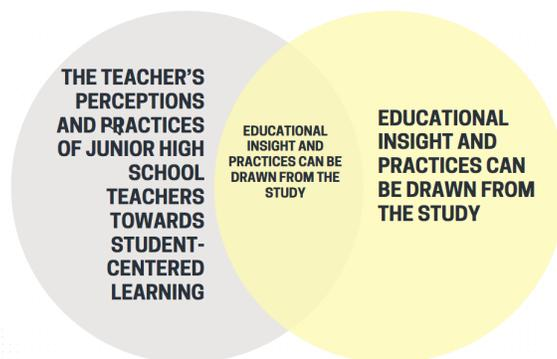 THE TEACHER'S
PERCEPTIONS
AND PRACTICES
OF JUNIOR HIGH
SCHOOL
TEACHERS
TOWARDS
STUDENT-
CENTERED
LEARNING
EDUCATIONAL
INSIGHT AND
PRACTICES CAN BE
DRAWN FROM THE
STUDY
EDUCATIONAL
INSIGHT AND
PRACTICES CAN
BE DRAWN FROM
THE STUDY